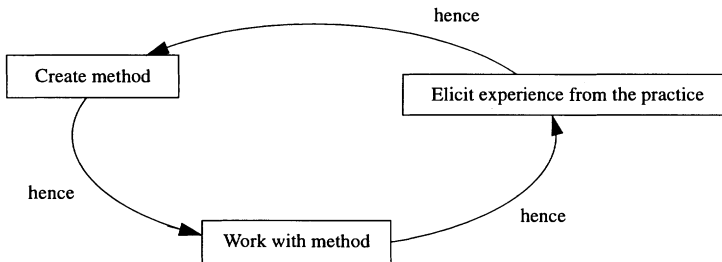 hence
Create method
Elicit experience from the practice
hence
hence
Work with method